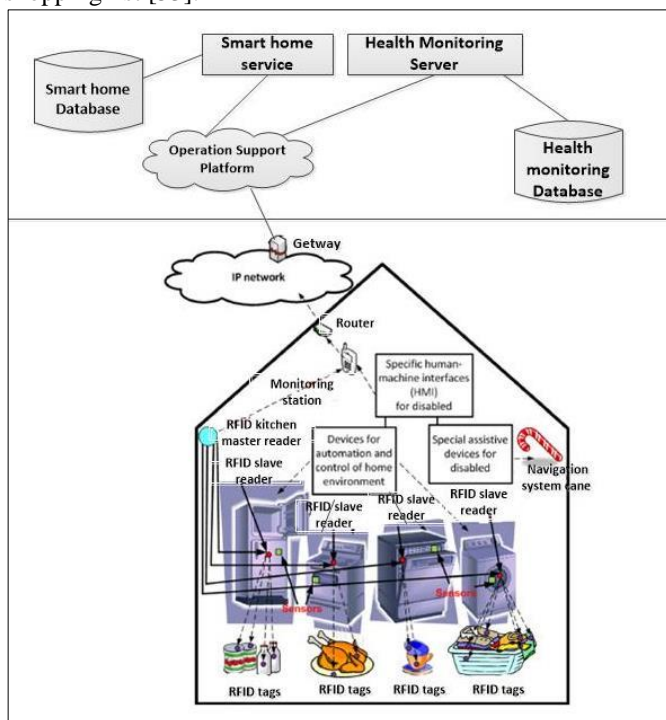 Smart home
service
Health Monitoring
Server
Smart home
Database
Operation Support
Platform
Health
monitoring
Database
Getway
IP network
Router
Monitoring
station
Specific human-
machine interfaces
(HMI)
for disabled
RFID kitchen
master reader
RFID slave
reader
Devices for
automation and
control of home
environment
Special assistive
devices for
disabled
Navigation
system cane
RFID slave
reader
RFID slave
reader
RFID slave
reader
Sensors
Sensors
RFID tags
RFID tags
RFID tags
RFID tags